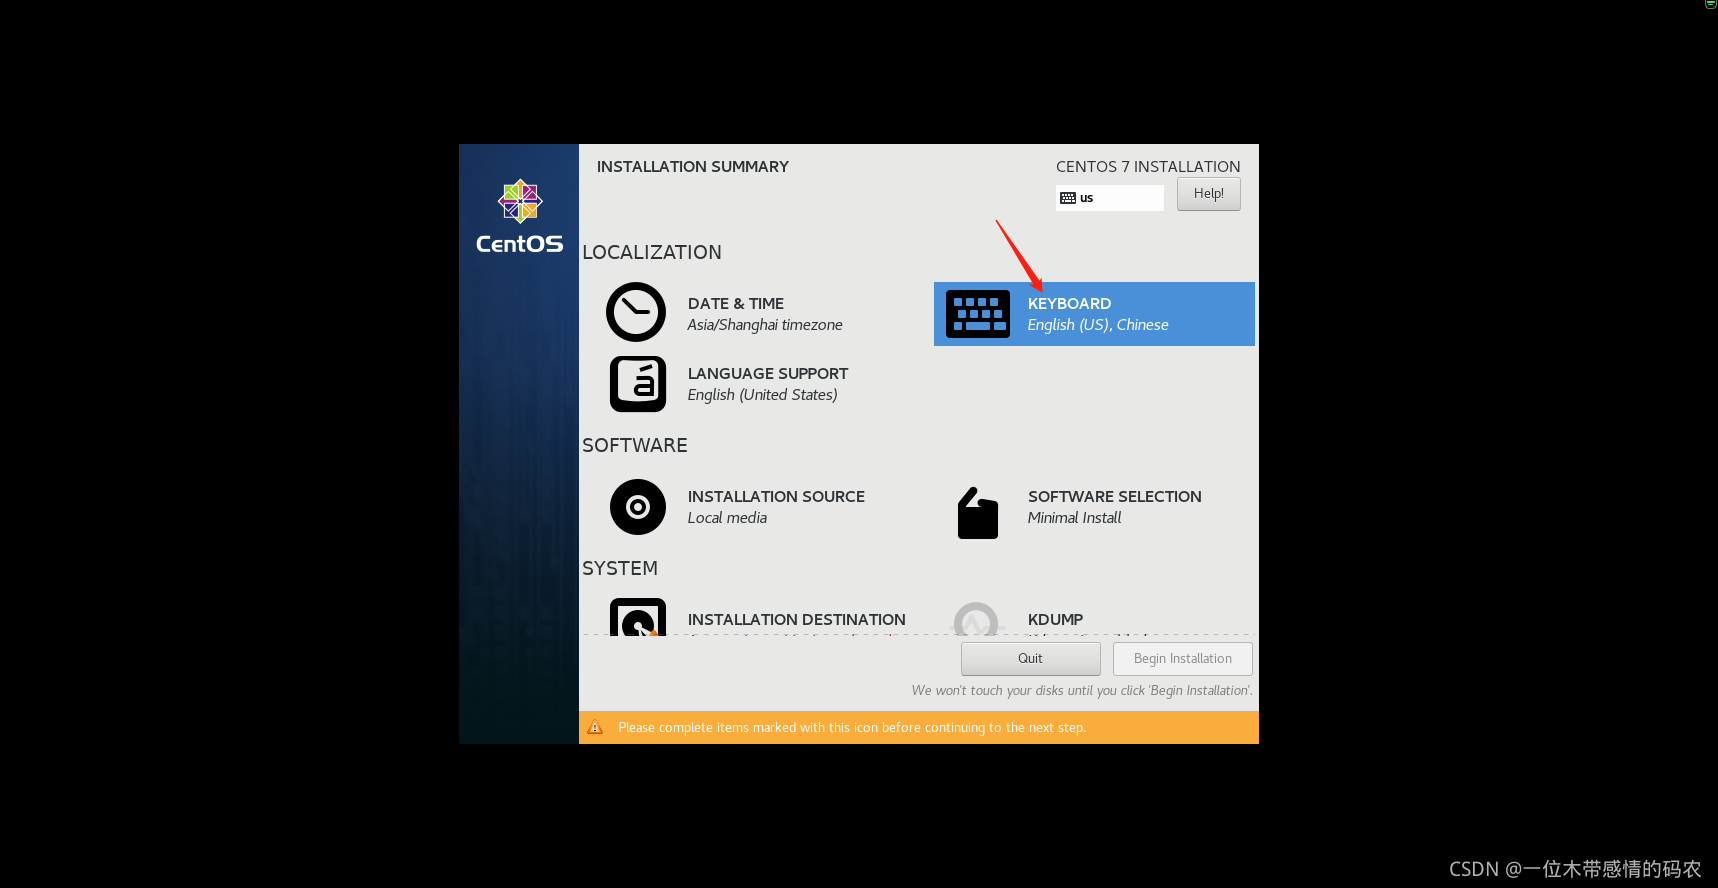 CentOS
INSTALLATION SUMMARY
CENTOS 7 INSTALLATION
us
Help!
LOCALIZATION
DATE & TIME
Asia/Shanghai timezone
KEYBOARD
English (US), Chinese
LANGUAGE SUPPORT
English (United States)
SOFTWARE
INSTALLATION SOURCE
Local media
SOFTWARE SELECTION
Minimal Install
SYSTEM
INSTALLATION DESTINATION
KDUMP
Quit
Begin Installation
We won't touch your disks until you click 'Begin Installation'.
Please complete items marked with this icon before continuing to the next step.
CSDN @一位木带感情的码农